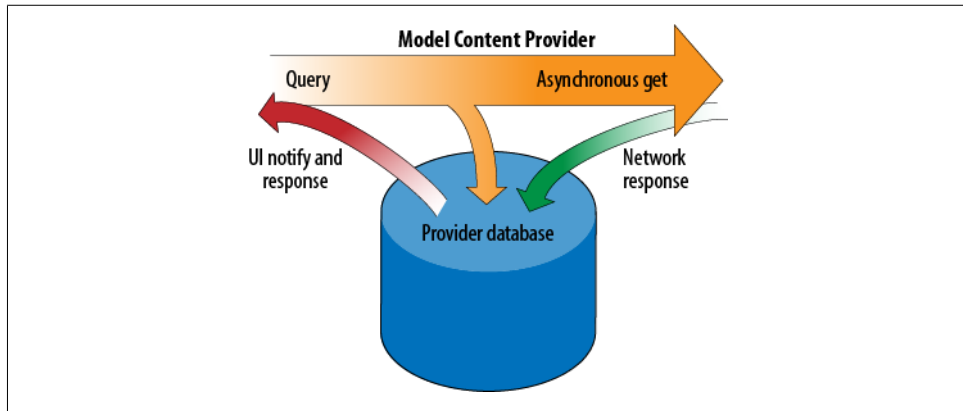 Model Content Provider
Query
Asynchronous get
UI notify and
response
Network
response
Provider database